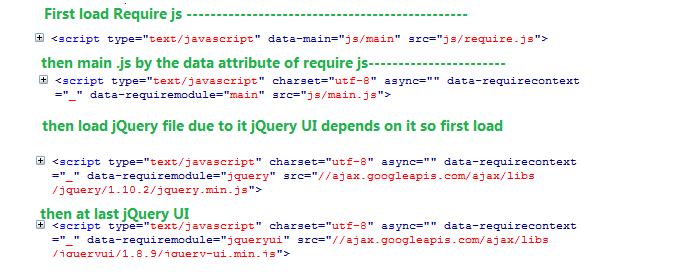 First load Require js -----------------------------------------------
<script type="text/javascript" data-main="js/main" src="js/require.js">
then main .js by the data attribute of require js-----------------------
<script type="text/javascript" charset="utf-8" async="" data-requirecontext
="_" data-requiremodule="main" src="js/main.js">
then load jQuery file due to it jQuery UI depends on it so first load
<script type="text/javascript" charset="utf-8" async="" data-requirecontext
="_" data-requiremodule="jquery" src="//ajax.googleapis.com/ajax/libs
/jquery/1.10.2/jquery.min.js">
then at last jQuery UI
<script type="text/javascript" charset="utf-8" async="" data-requirecontext
="_" data-requiremodule="jqueryui" src="//ajax.googleapis.com/ajax/libs
/jqueryui/1.8.9/jquery-ui.min.js">